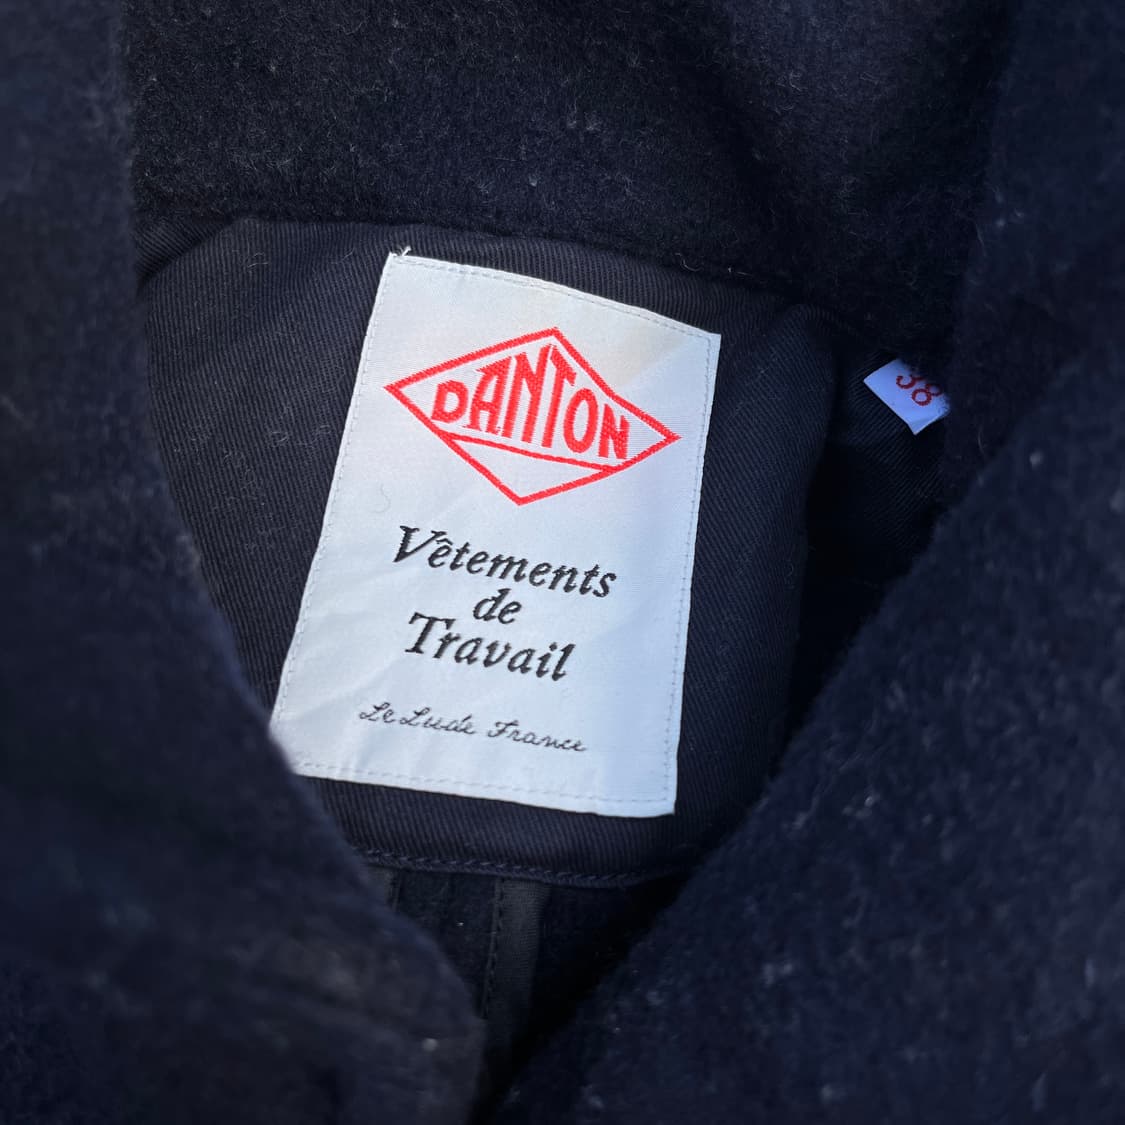 DANTON
Vêtements
de
Travail
Le Lude France
38